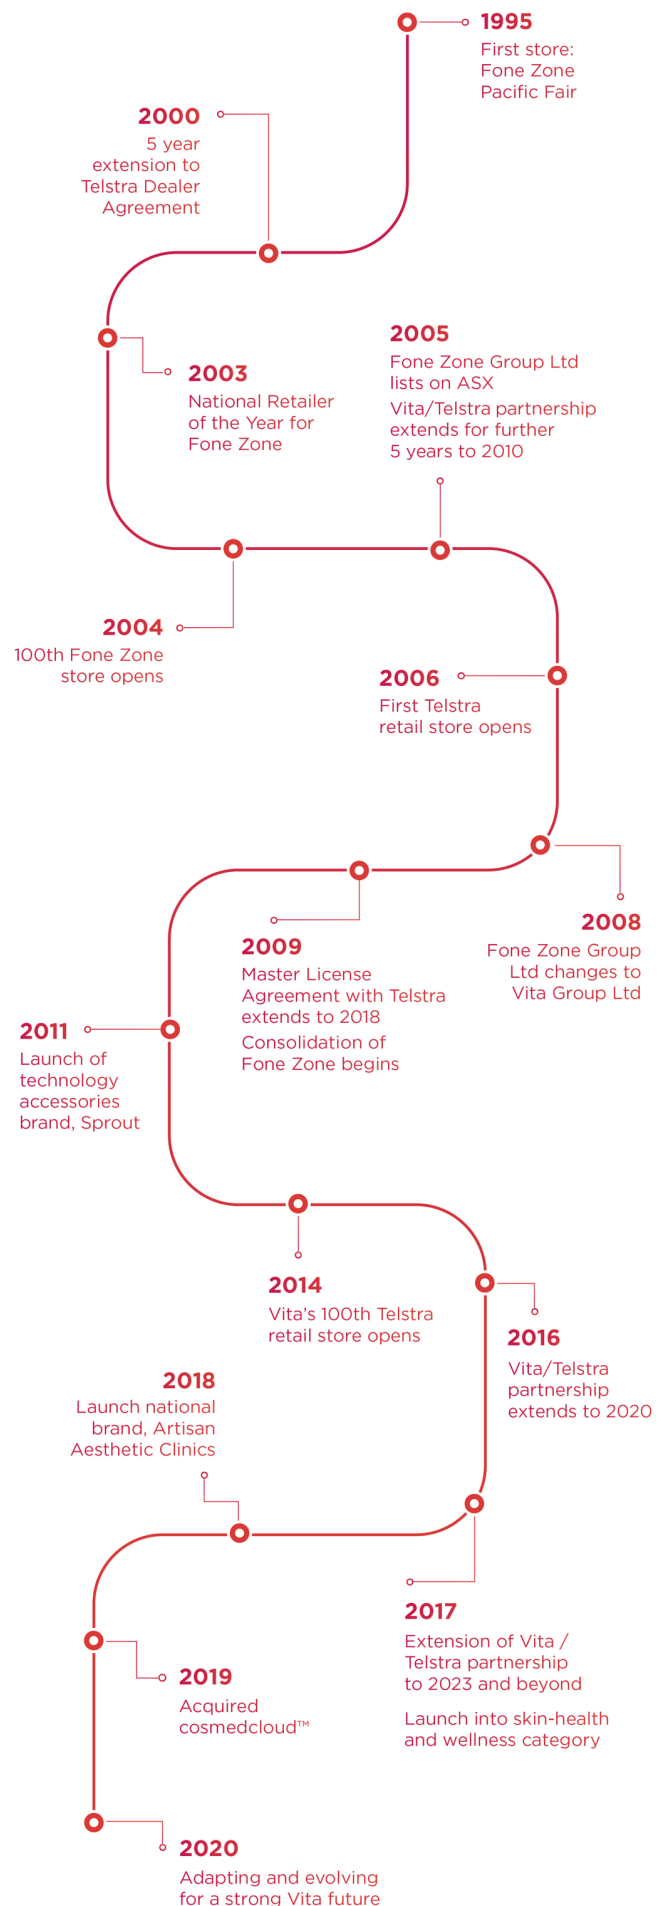 1995
First store:
Fone Zone
Pacific Fair
2000
5 year
extension to
Telstra Dealer
Agreement
2003
National Retailer
of the Year for
Fone Zone
2005
Fone Zone Group Ltd
lists on ASX
Vita/Telstra partnership
extends for further
5 years to 2010
2004
100th Fone Zone
store opens
2006
First Telstra
retail store opens
2008
Fone Zone Group
Ltd changes to
Vita Group Ltd
2009
Master License
Agreement with Telstra
extends to 2018
Consolidation of
Fone Zone begins
2011
Launch of
technology
accessories
brand, Sprout
2014
Vita’s 100th Telstra
retail store opens
2016
Vita/Telstra
partnership
extends to 2020
2018
Launch national
brand, Artisan
Aesthetic Clinics
2017
Extension of Vita /
Telstra partnership
to 2023 and beyond
Launch into skin-health
and wellness category
2019
Acquired
cosmedcloud™
2020
Adapting and evolving
for a strong Vita future